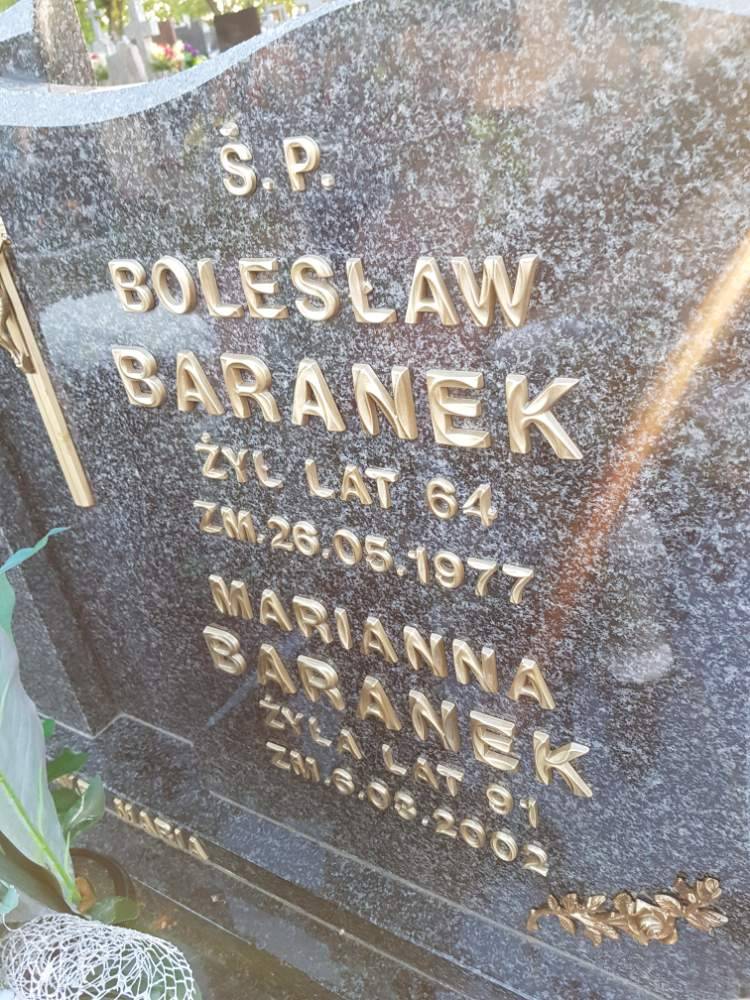 Ś.P.
BOLESŁAW
BARANEK
ŻYŁ LAT 64
ZM.26.05.1977
MARIANNA
BARANEK
ŻYŁA LAT 91
ZM.6.08.2002
MARIA